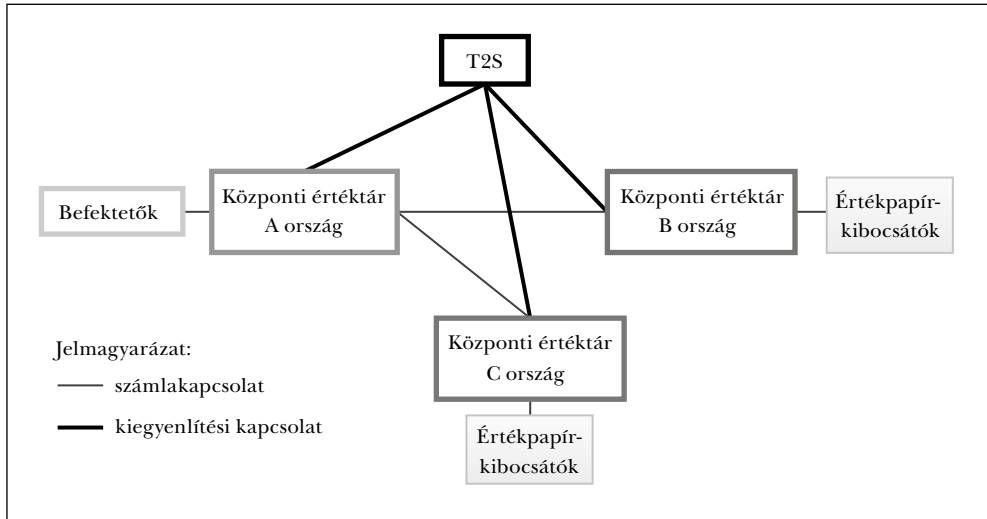 T2S
Befektetők
Központi értéktár
A ország
Központi értéktár
B ország
Értékpapír-
kibocsátók
Központi értéktár
C ország
Értékpapír-
kibocsátók
Jelmagyarázat:
számlakapcsolat
kiegyenlítési kapcsolat